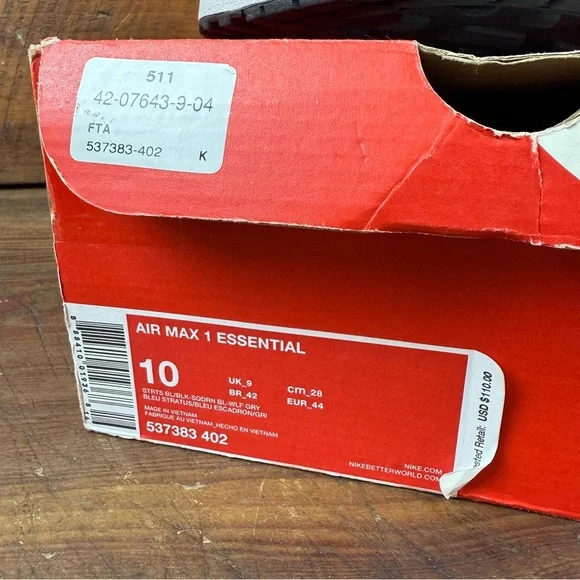 511
42-07643-9-04
FTA
537383-402 K
AIR MAX 1 ESSENTIAL
10
UK_9 cm_28
BR_42 EUR_44
STRTS BL/BLK-SQDRN BL-WLF GRY
BLEU STRATUS/BLEU ESCADRON/GRI
MADE IN VIETNAM
FABRIQUE AU VIETNAM_HECHO EN VIETNAM
537383 402
NIKE.COM
NIKEBETTERWORLD.COM
Retail: USD $110.00